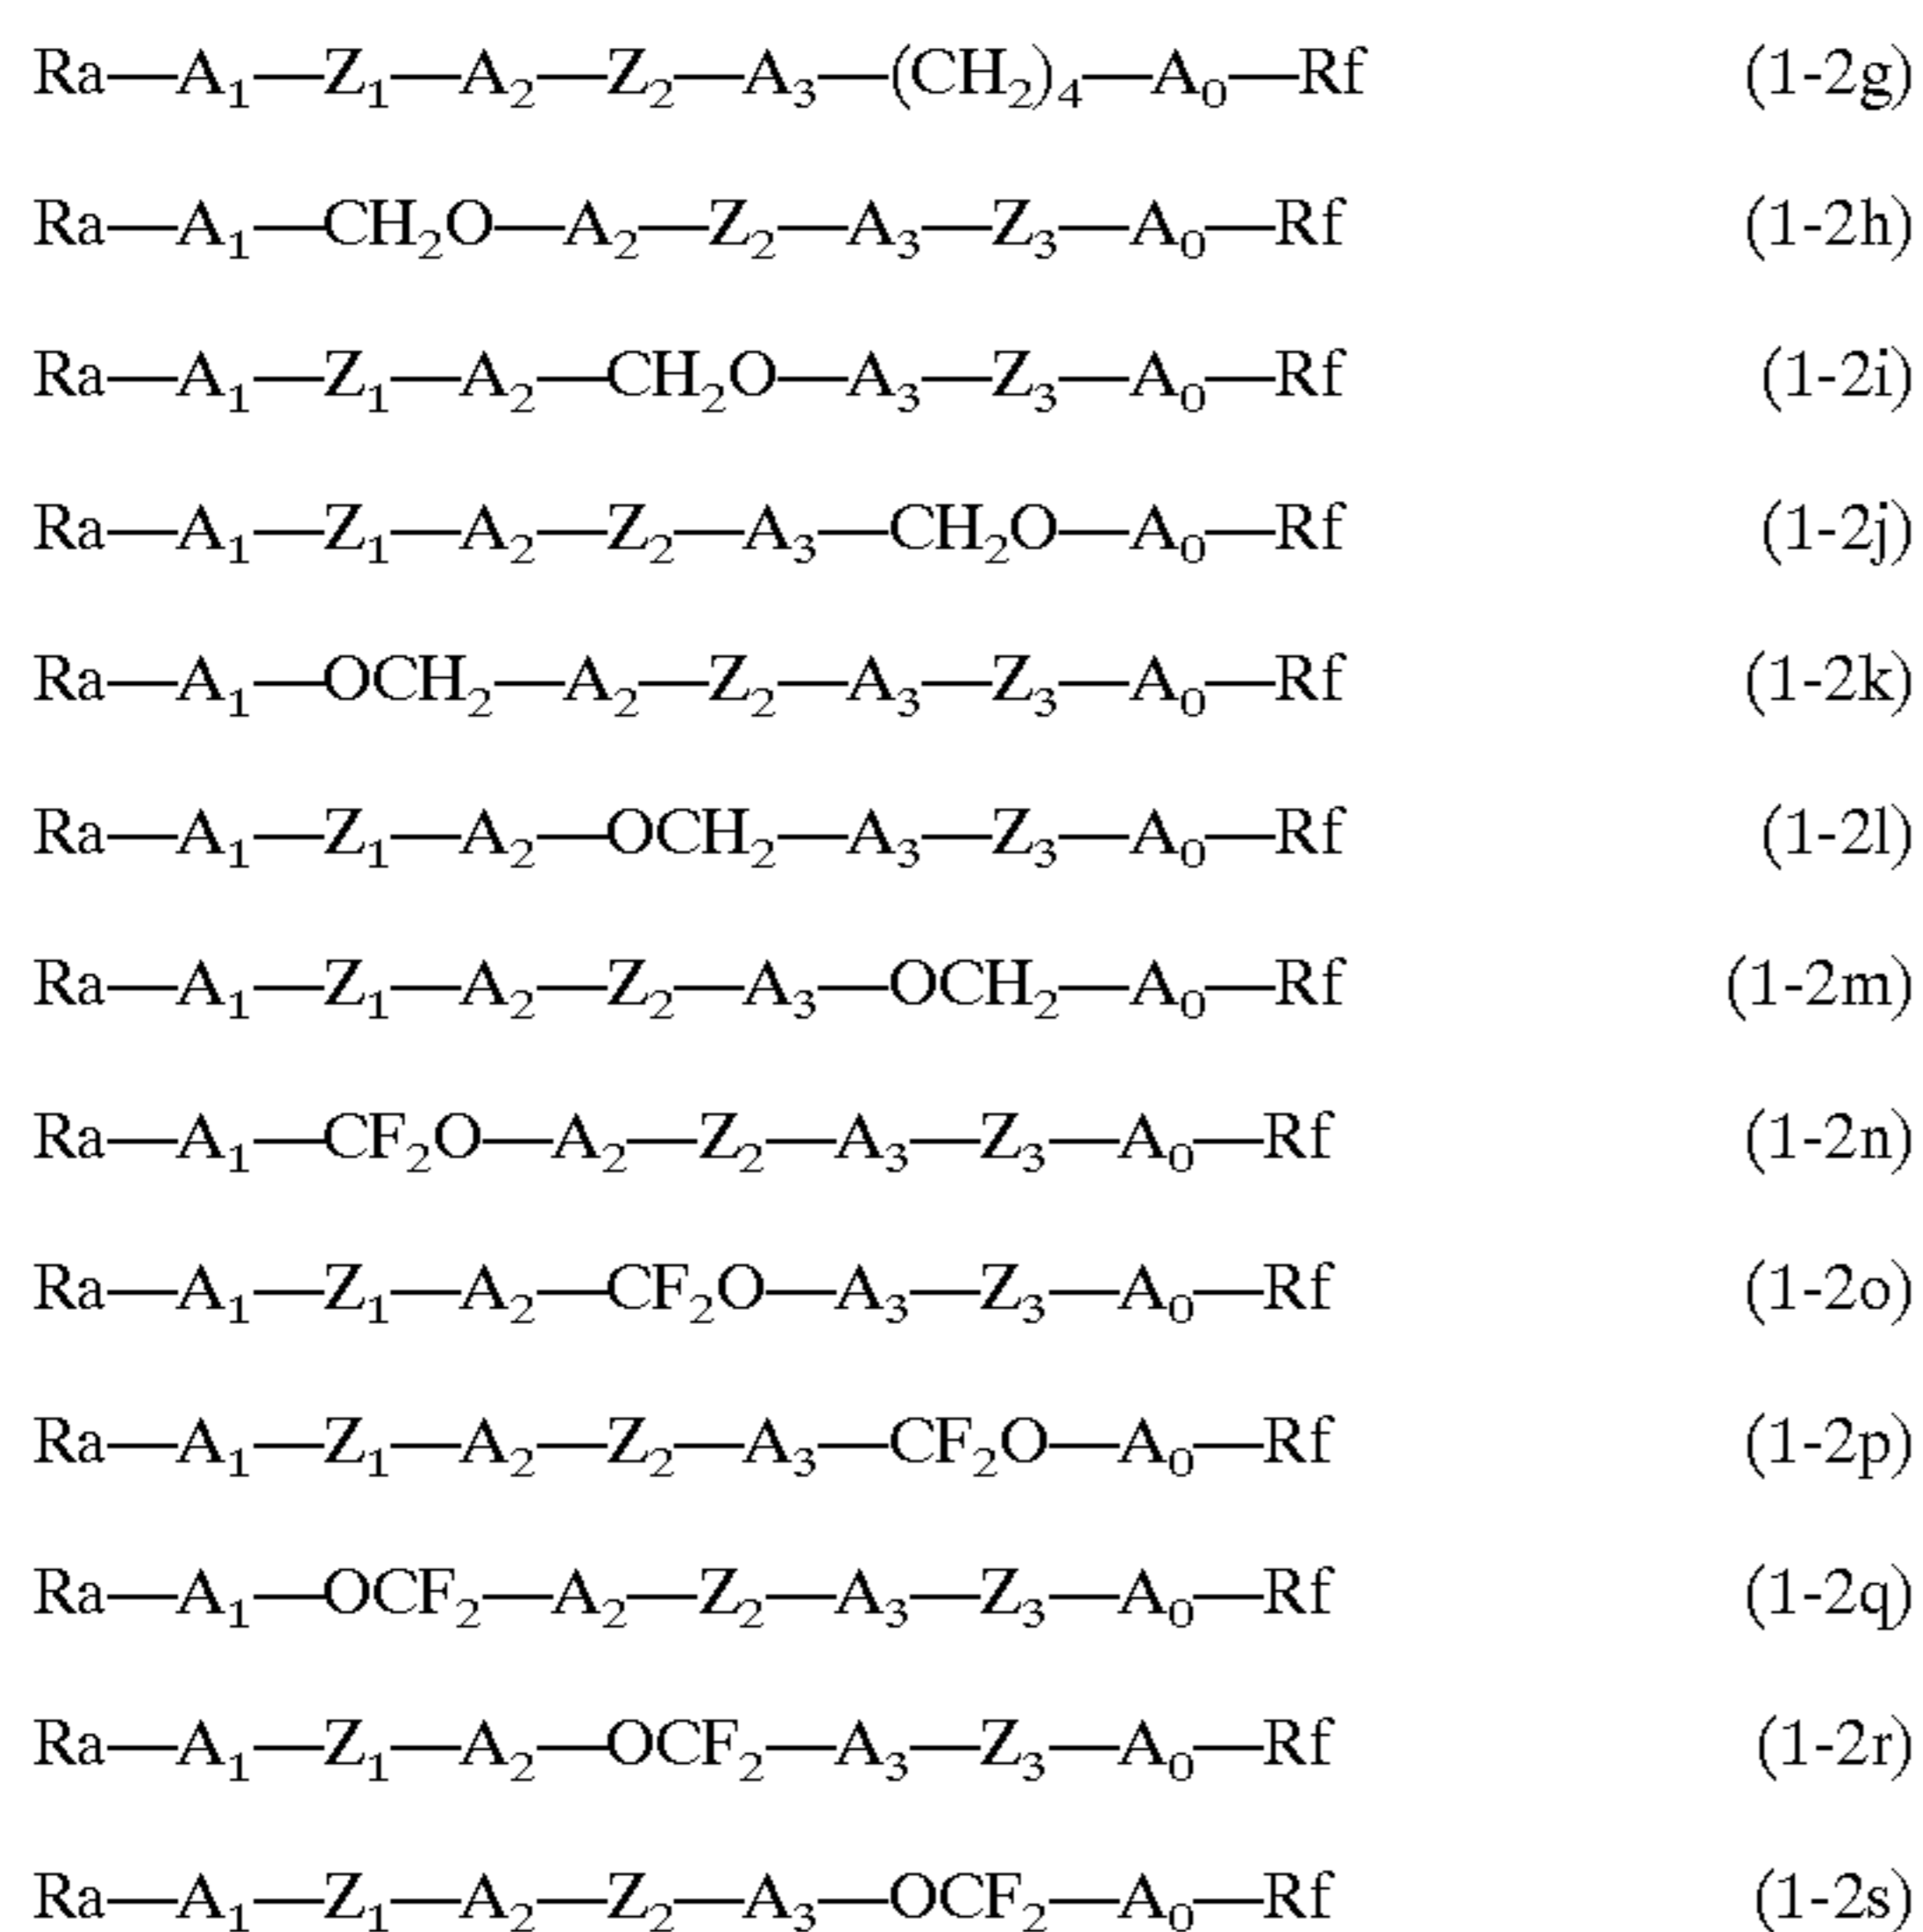 Ra—A₁—Z₁—A₂—Z₂—A₃—(CH₂)₄—A₀—Rf (1-2g)
Ra—A₁—CH₂O—A₂—Z₂—A₃—Z₃—A₀—Rf (1-2h)
Ra—A₁—Z₁—A₂—CH₂O—A₃—Z₃—A₀—Rf (1-2i)
Ra—A₁—Z₁—A₂—Z₂—A₃—CH₂O—A₀—Rf (1-2j)
Ra—A₁—OCH₂—A₂—Z₂—A₃—Z₃—A₀—Rf (1-2k)
Ra—A₁—Z₁—A₂—OCH₂—A₃—Z₃—A₀—Rf (1-2l)
Ra—A₁—Z₁—A₂—Z₂—A₃—OCH₂—A₀—Rf (1-2m)
Ra—A₁—CF₂O—A₂—Z₂—A₃—Z₃—A₀—Rf (1-2n)
Ra—A₁—Z₁—A₂—CF₂O—A₃—Z₃—A₀—Rf (1-2o)
Ra—A₁—Z₁—A₂—Z₂—A₃—CF₂O—A₀—Rf (1-2p)
Ra—A₁—OCF₂—A₂—Z₂—A₃—Z₃—A₀—Rf (1-2q)
Ra—A₁—Z₁—A₂—OCF₂—A₃—Z₃—A₀—Rf (1-2r)
Ra—A₁—Z₁—A₂—Z₂—A₃—OCF₂—A₀—Rf (1-2s)